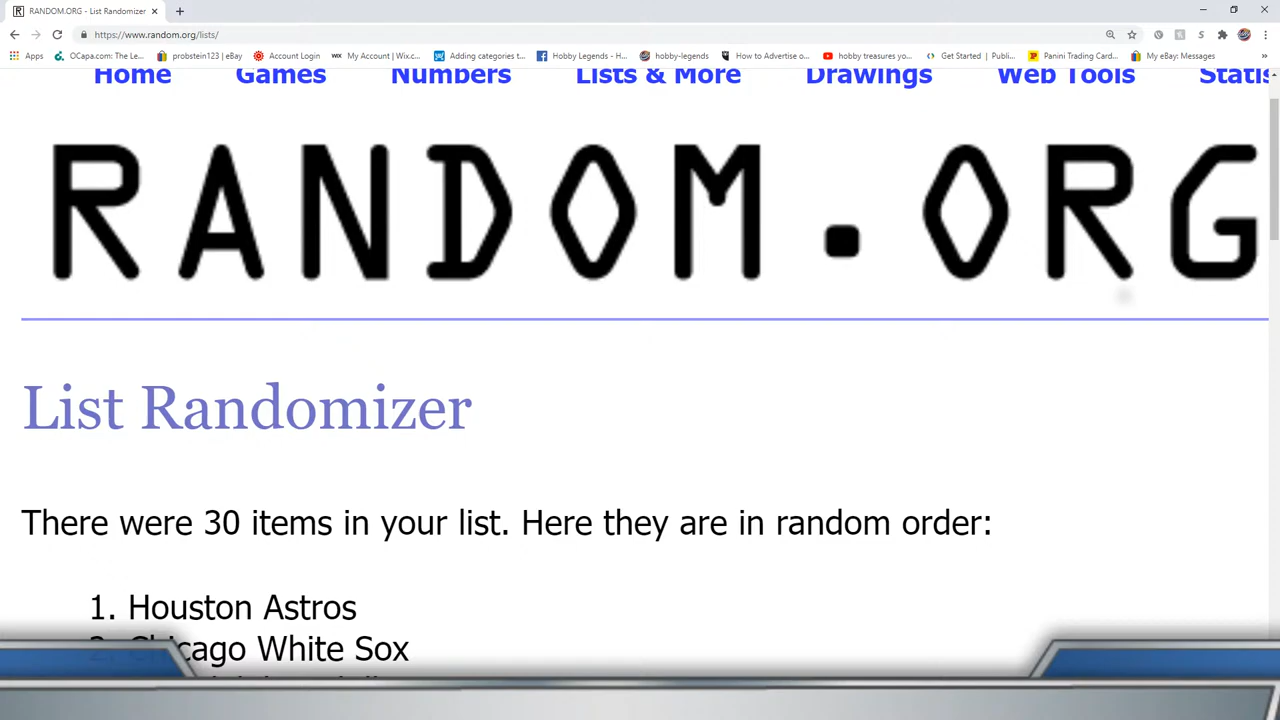 RANDOM.ORG - List Randomizer
https://www.random.org/lists/
Apps OCapa.com: The Le... probstein123 | eBay Account Login My Account | Wix.c... Adding categories t... Hobby Legends - H... hobby-legends How to Advertise o... hobby treasures yo... Get Started | Publi... Panini Trading Card... My eBay: Messages
Home Games Numbers Lists & More Drawings Web Tools Statis
RANDOM.ORG
List Randomizer
There were 30 items in your list. Here they are in random order:
1. Houston Astros
2. Chicago White Sox